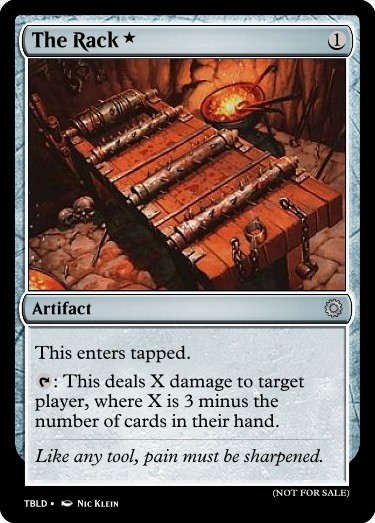 The Rack ★ 1
Artifact
This enters tapped.
: This deals X damage to target
player, where X is 3 minus the
number of cards in their hand.
Like any tool, pain must be sharpened.
(NOT FOR SALE)
TBLD • Nic Klein